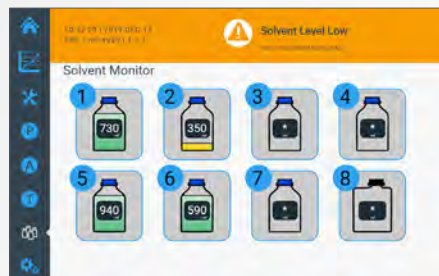 Solvent Level Low
Solvent Monitor
1 2 3 4
730 350 * *
5 6 7 8
940 590 * *
P
A
T